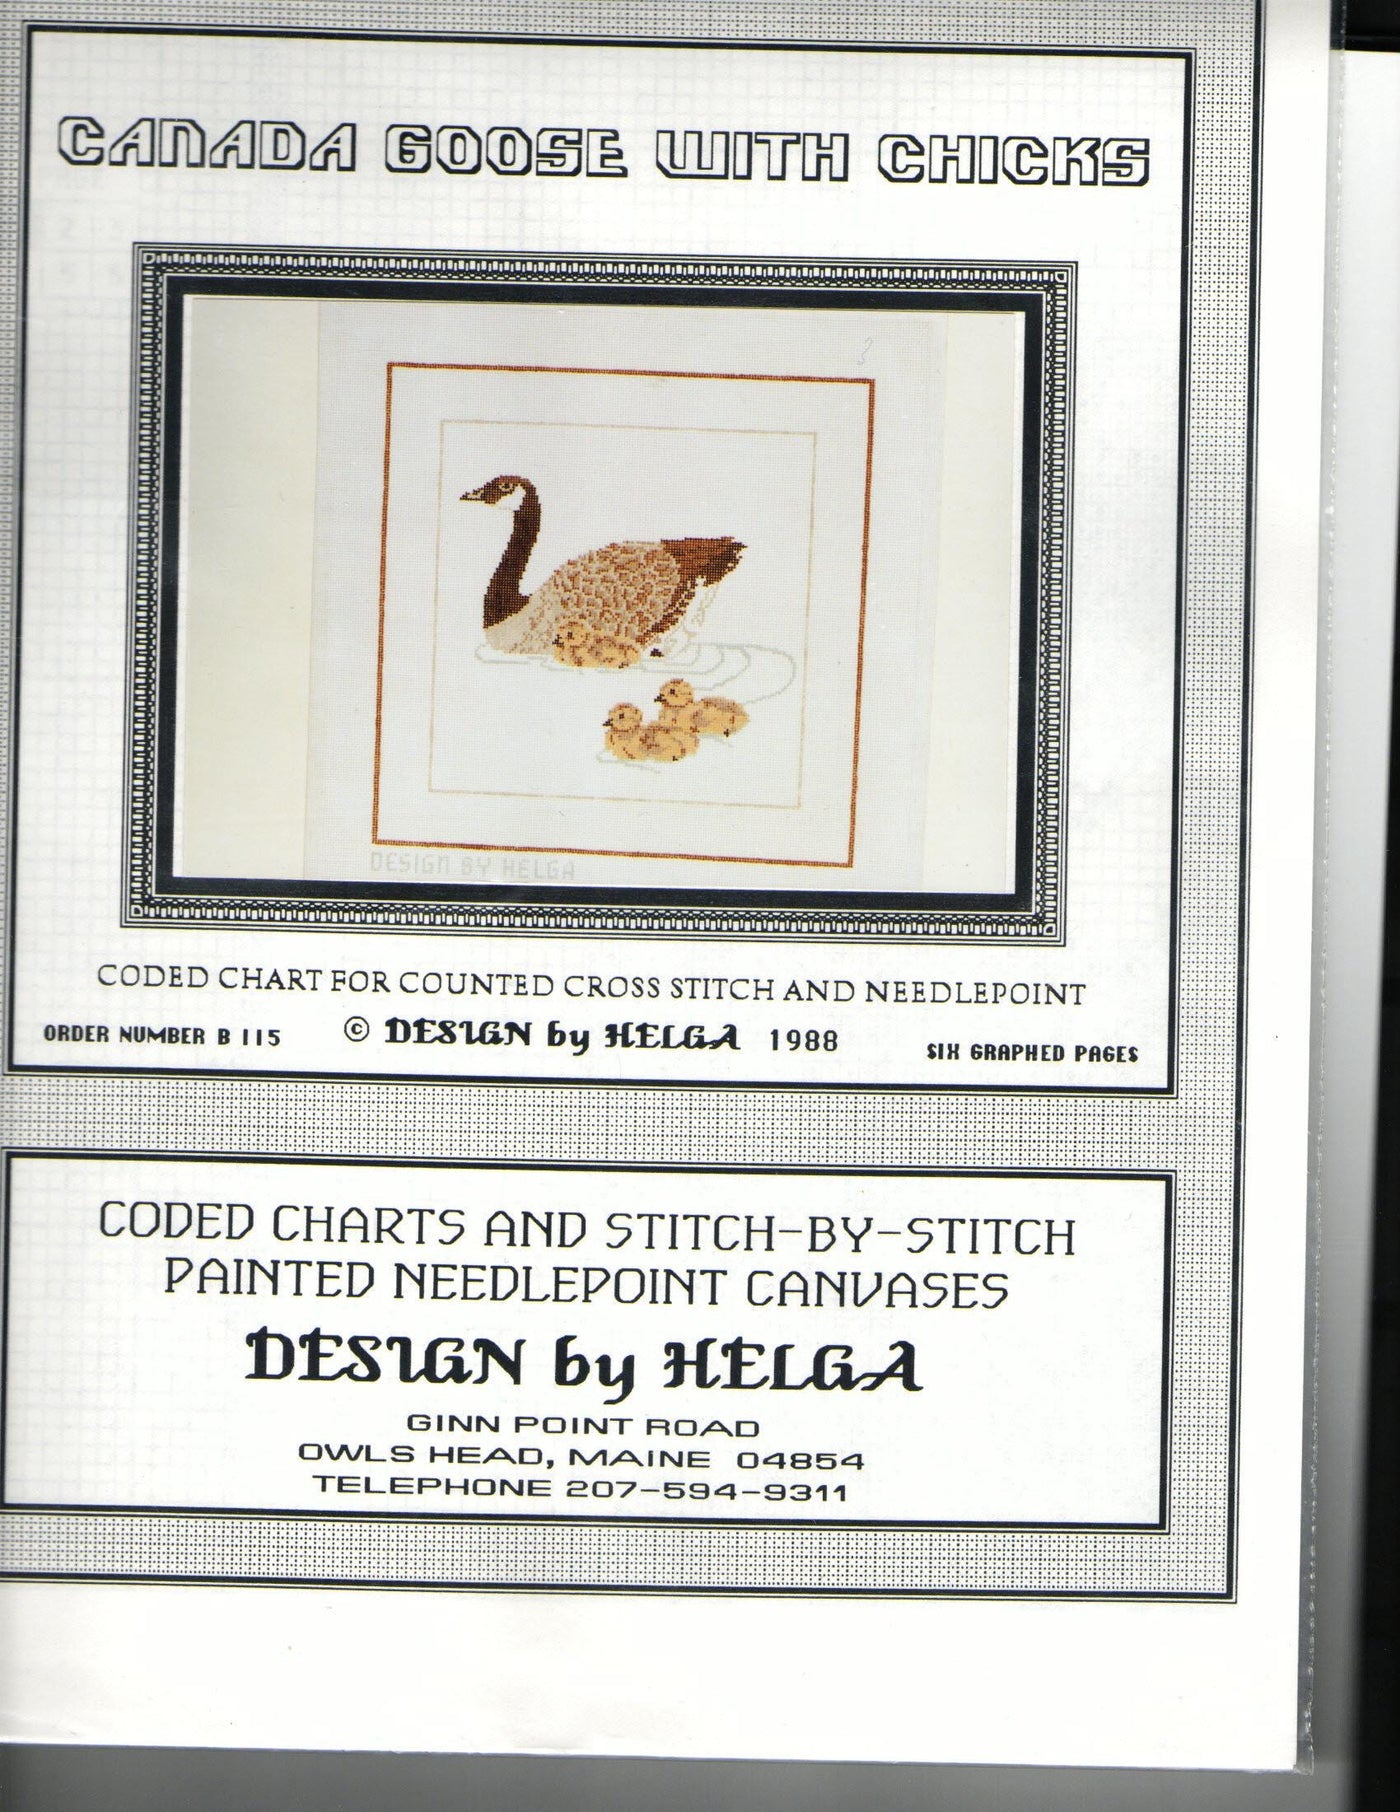 CANADA GOOSE WITH CHICKS
3
DESIGN BY HELGA
CODED CHART FOR COUNTED CROSS STITCH AND NEEDLEPOINT
ORDER NUMBER B 115
© DESIGN by HELGA 1988
SIX GRAPHED PAGES
CODED CHARTS AND STITCH-BY-STITCH
PAINTED NEEDLEPOINT CANVASES
DESIGN by HELGA
GINN POINT ROAD
OWLS HEAD, MAINE 04854
TELEPHONE 207-594-9311